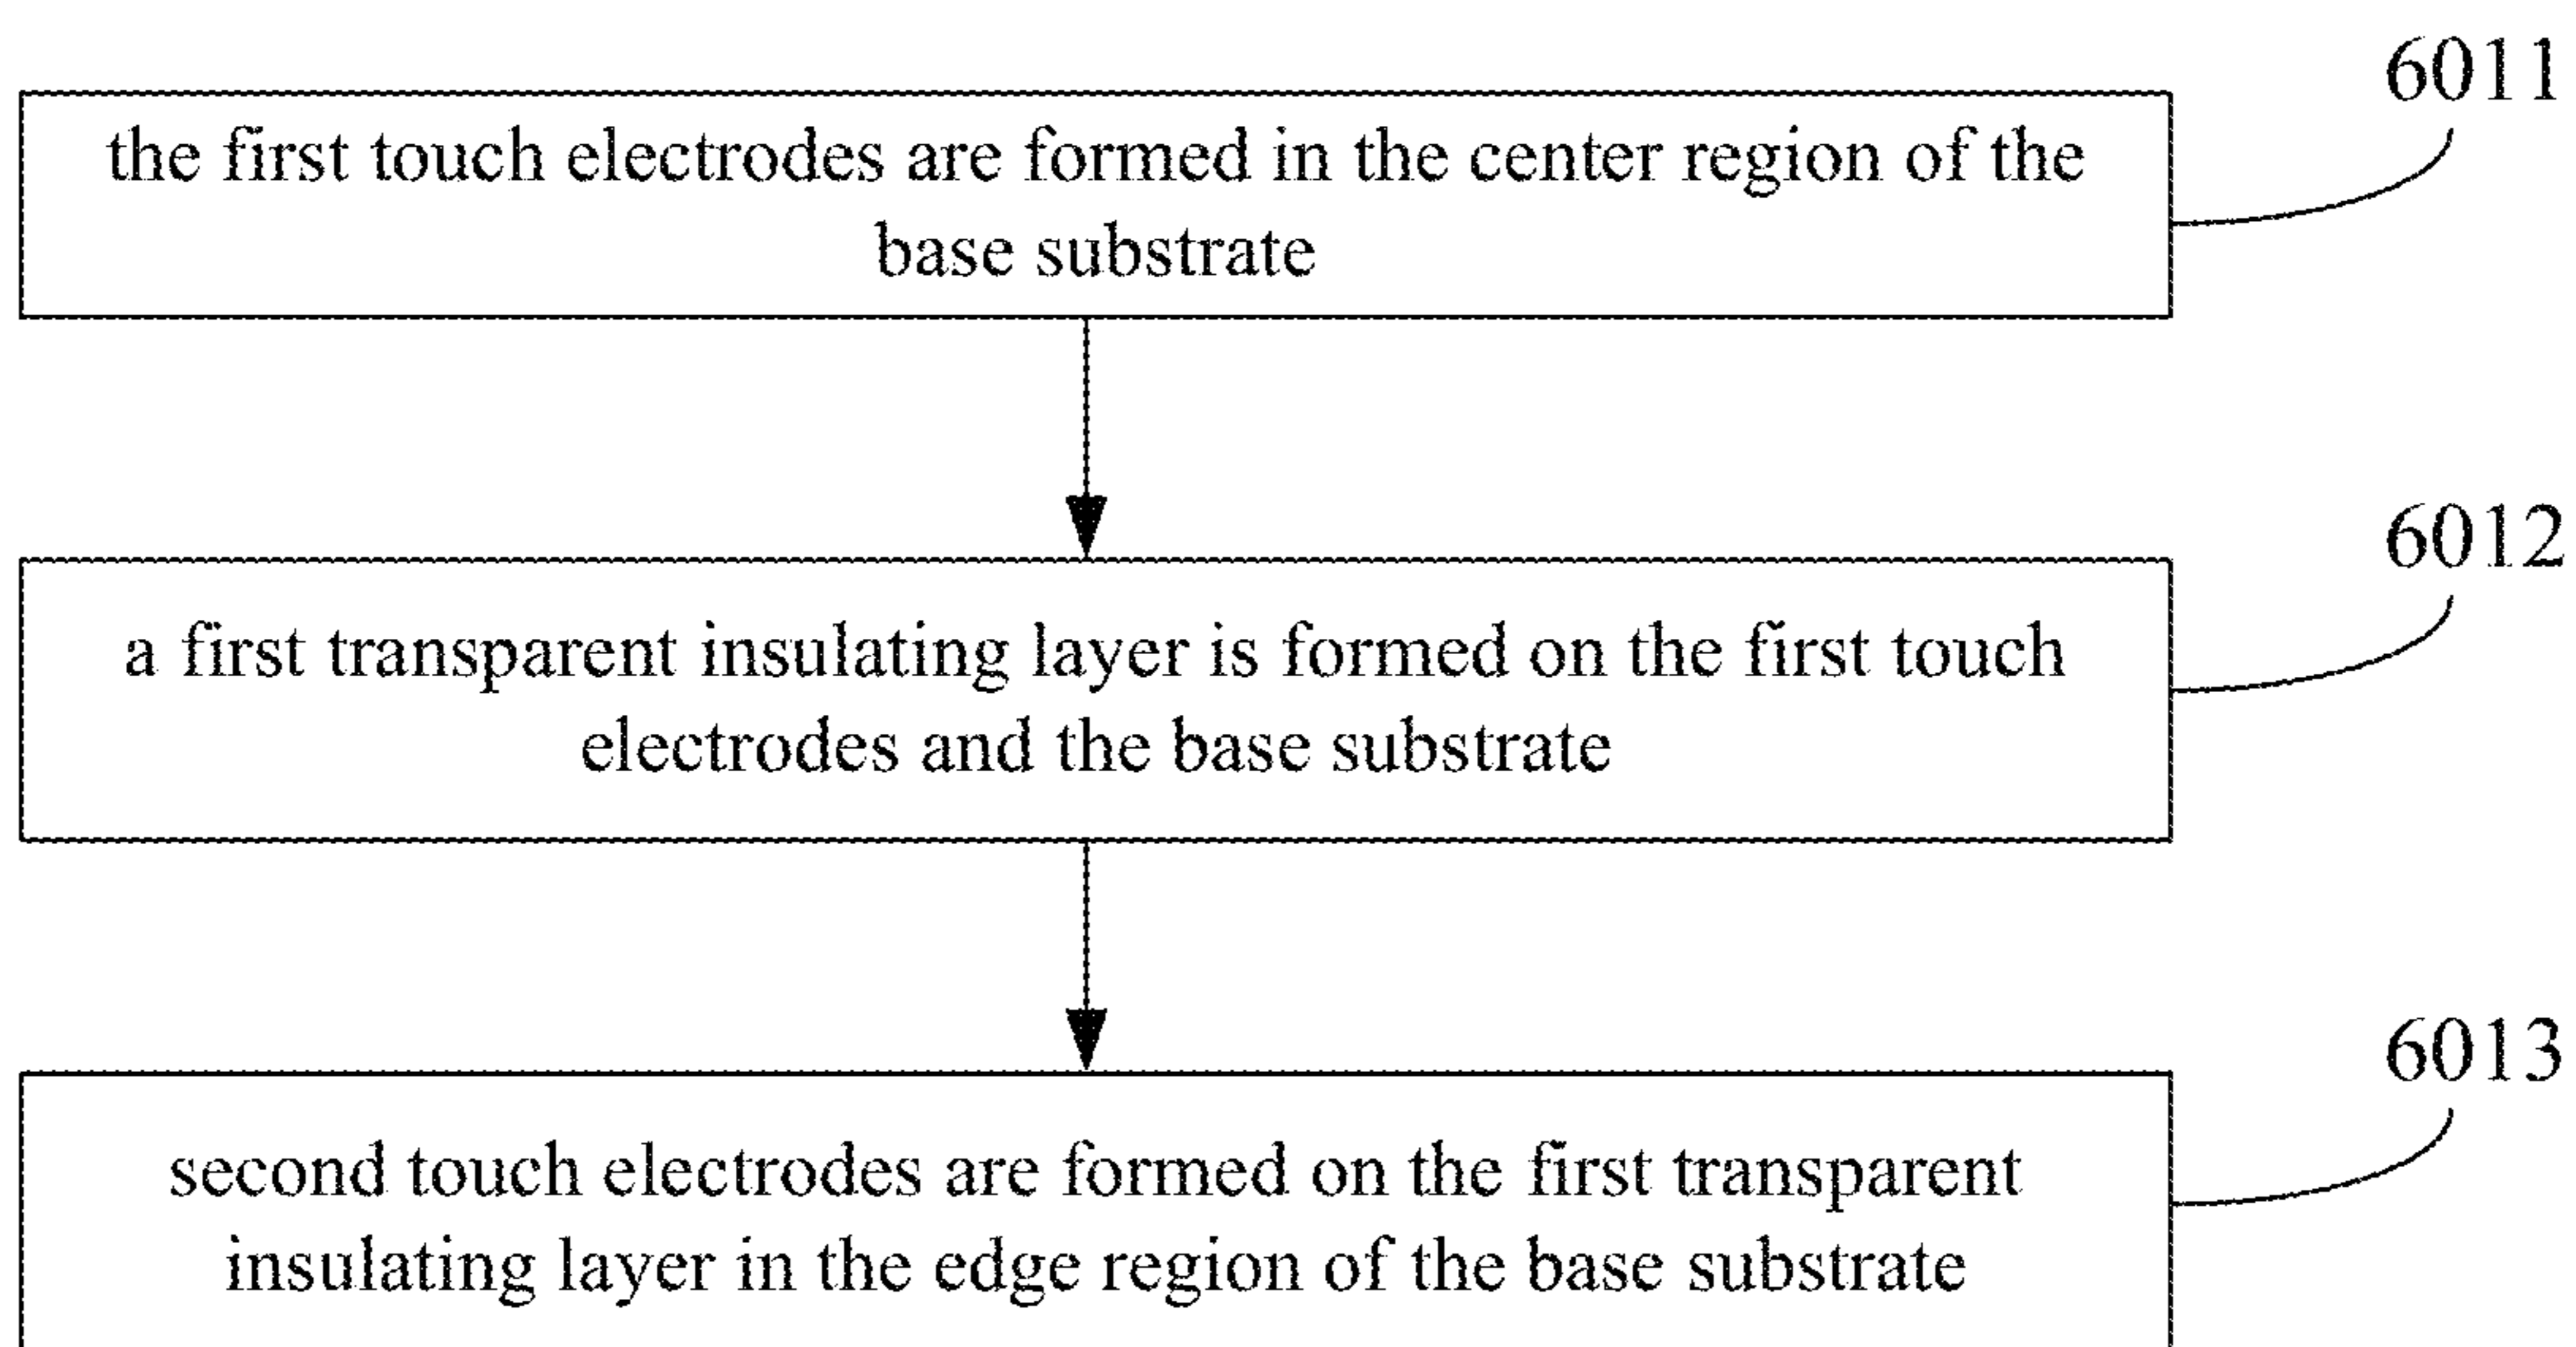 6011
the first touch electrodes are formed in the center region of the
base substrate
6012
a first transparent insulating layer is formed on the first touch
electrodes and the base substrate
6013
second touch electrodes are formed on the first transparent
insulating layer in the edge region of the base substrate